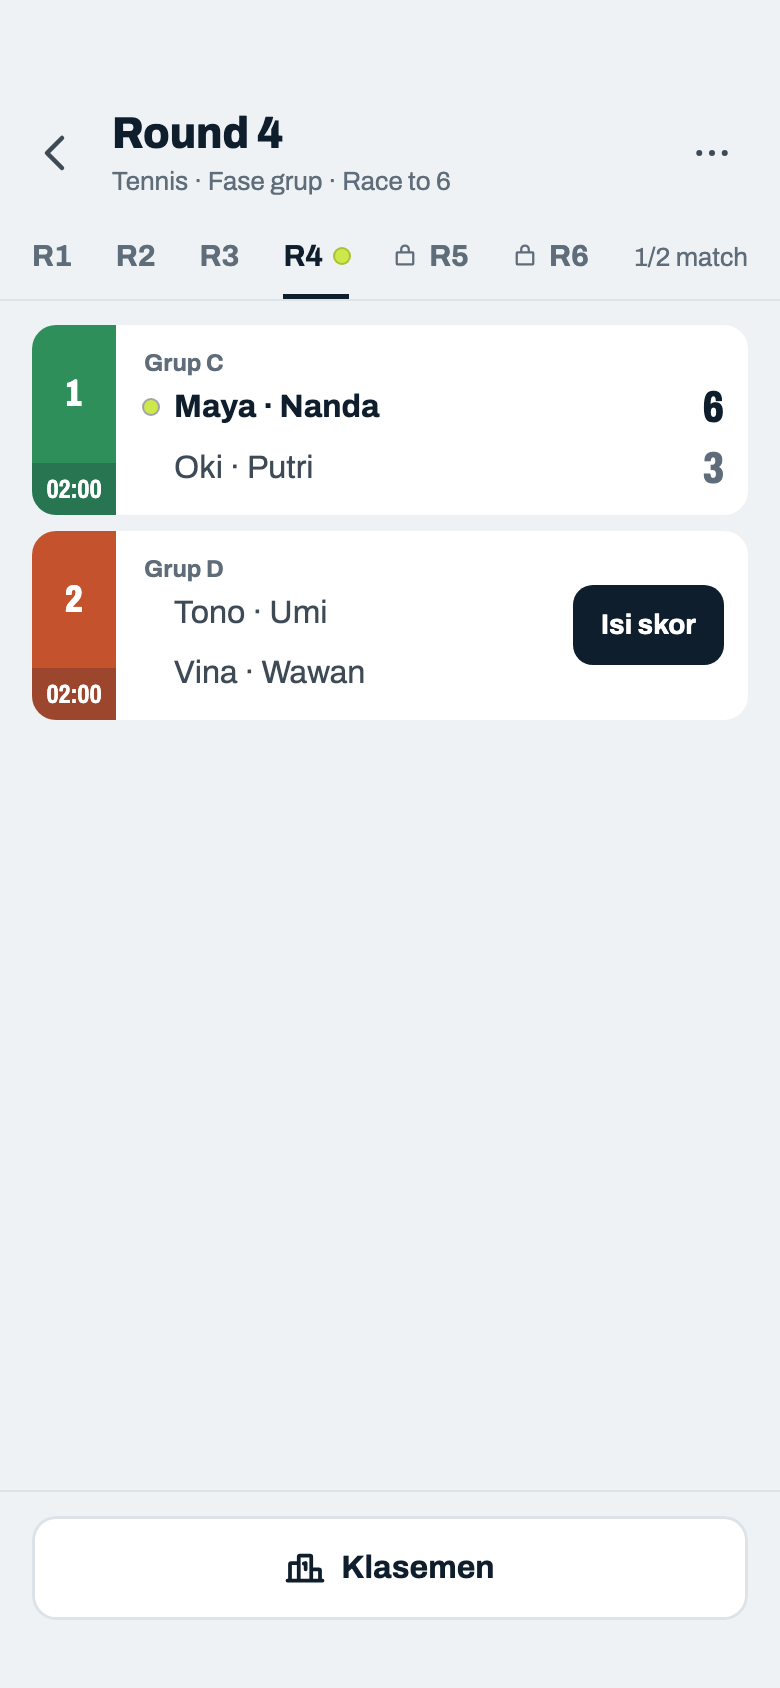 Round 4
Tennis · Fase grup · Race to 6
R1 R2 R3 R4 R5 R6 1/2 match
1
02:00
Grup C
Maya · Nanda 6
Oki · Putri 3
2
02:00
Grup D
Tono · Umi
Vina · Wawan
Isi skor
Klasemen